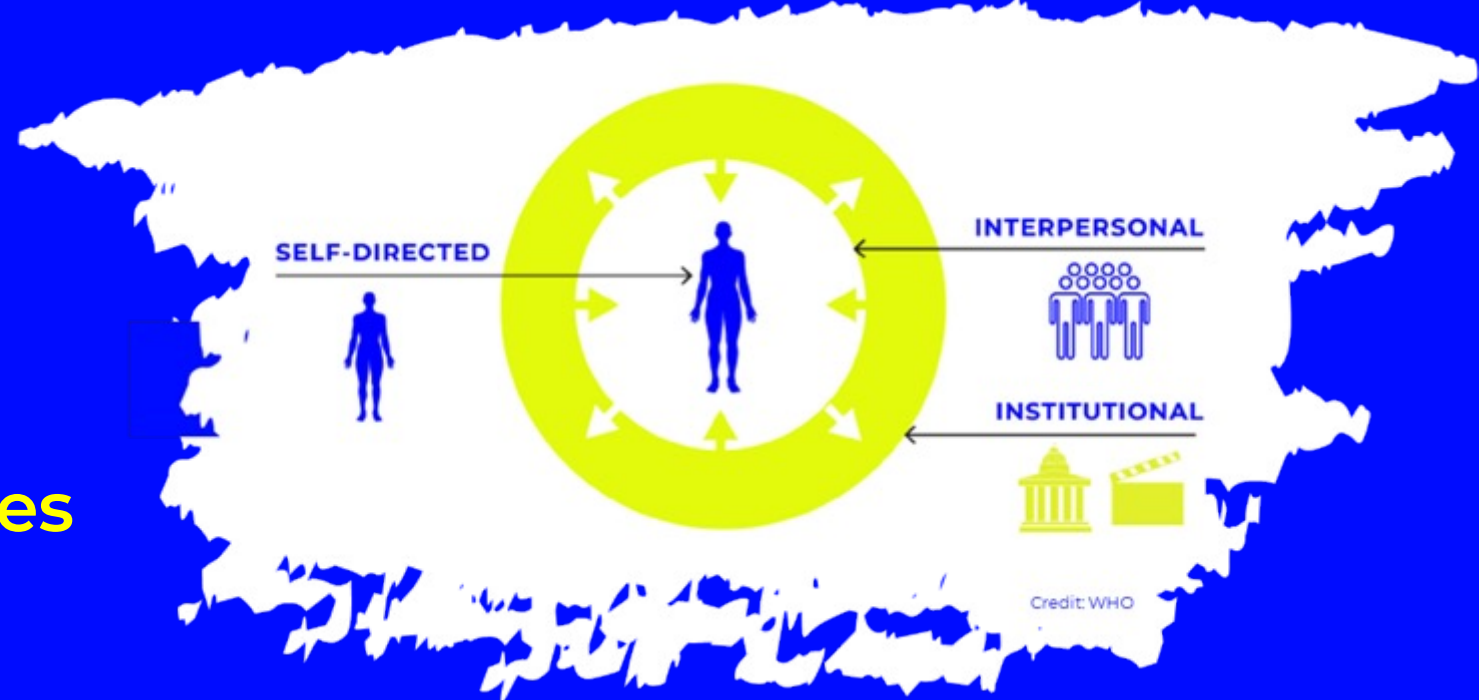 SELF-DIRECTED
INTERPERSONAL
INSTITUTIONAL
es
Credit: WHO